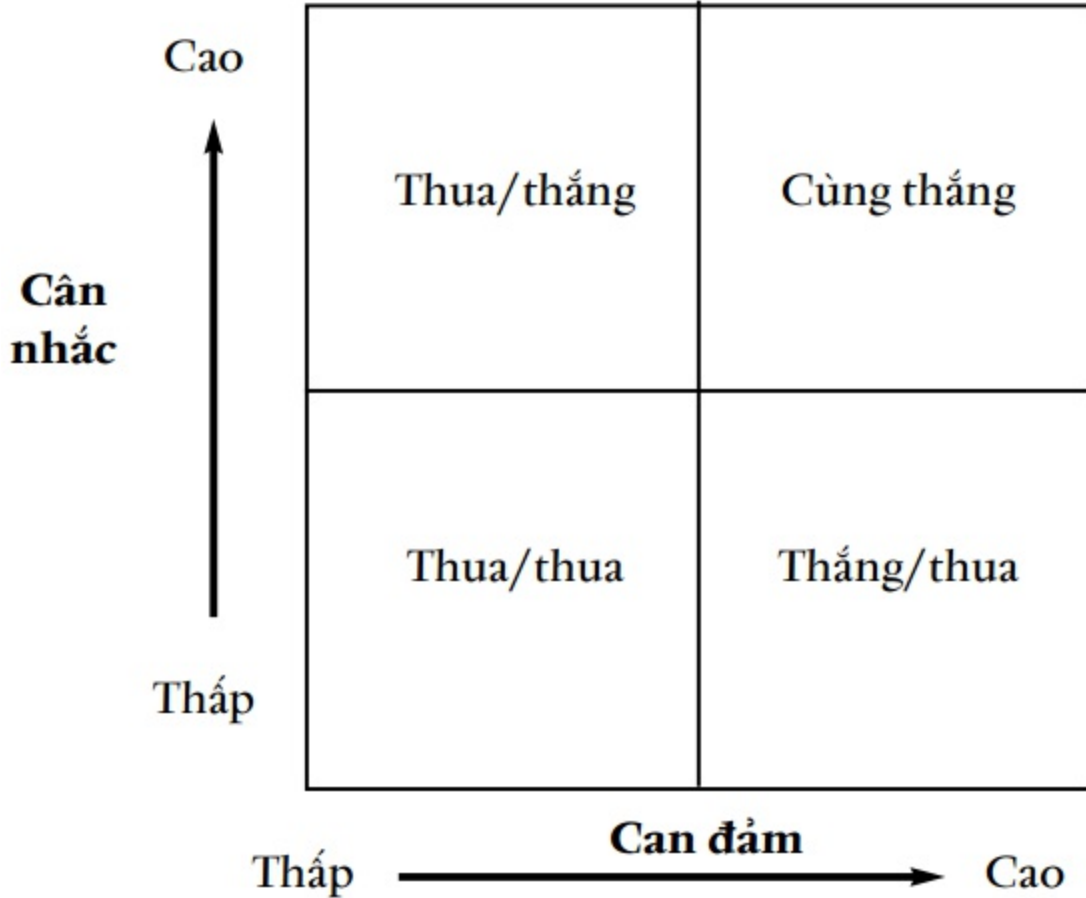 Cao
Thua/thắng
Cùng thắng
Cân
nhắc
Thua/thua
Thắng/thua
Thấp
Can đảm
Thấp
Cao